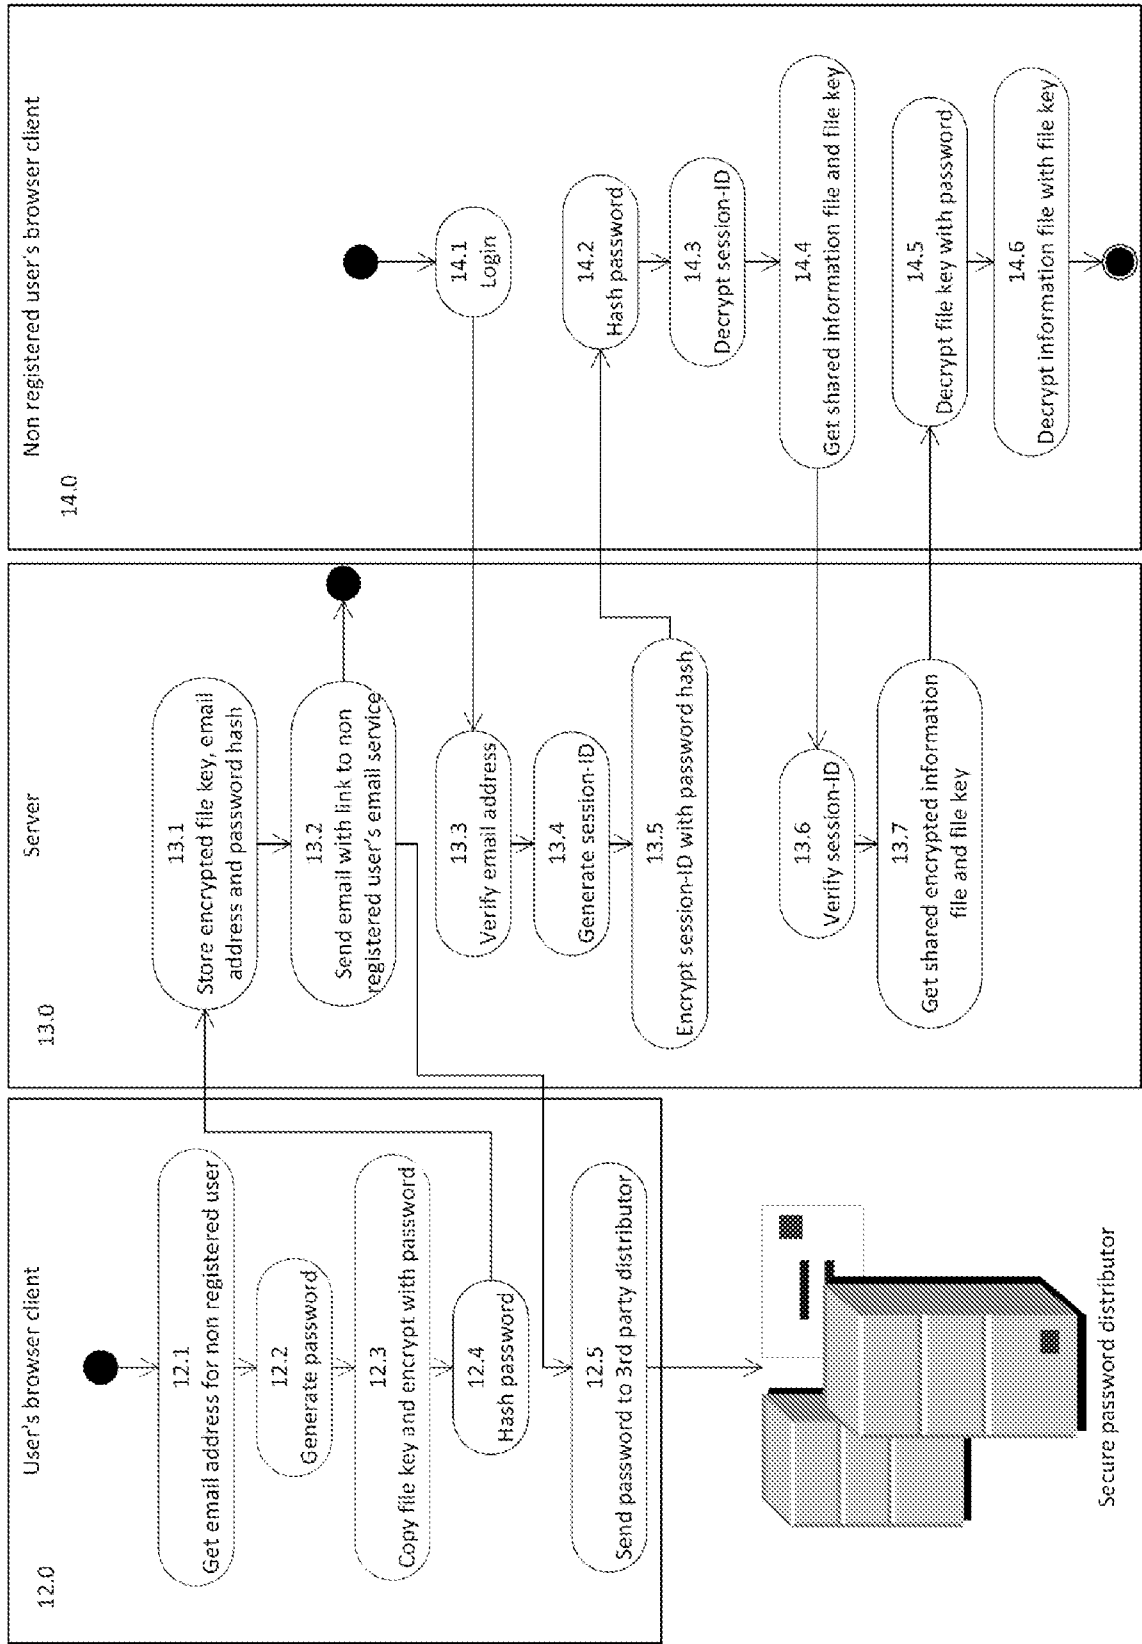 User's browser client
12.0
12.1
Get email address for non registered user
12.2
Generate password
12.3
Copy file key and encrypt with password
12.4
Hash password
12.5
Send password to 3rd party distributor
Secure password distributor
Server
13.0
13.1
Store encrypted file key, email
address and password hash
13.2
Send email with link to non
registered user's email service
13.3
Verify email address
13.4
Generate session-ID
13.5
Encrypt session-ID with password hash
13.6
Verify session-ID
13.7
Get shared encrypted information
file and file key
Non registered user's browser client
14.0
14.1
Login
14.2
Hash password
14.3
Decrypt session-ID
14.4
Get shared information file and file key
14.5
Decrypt file key with password
14.6
Decrypt information file with file key